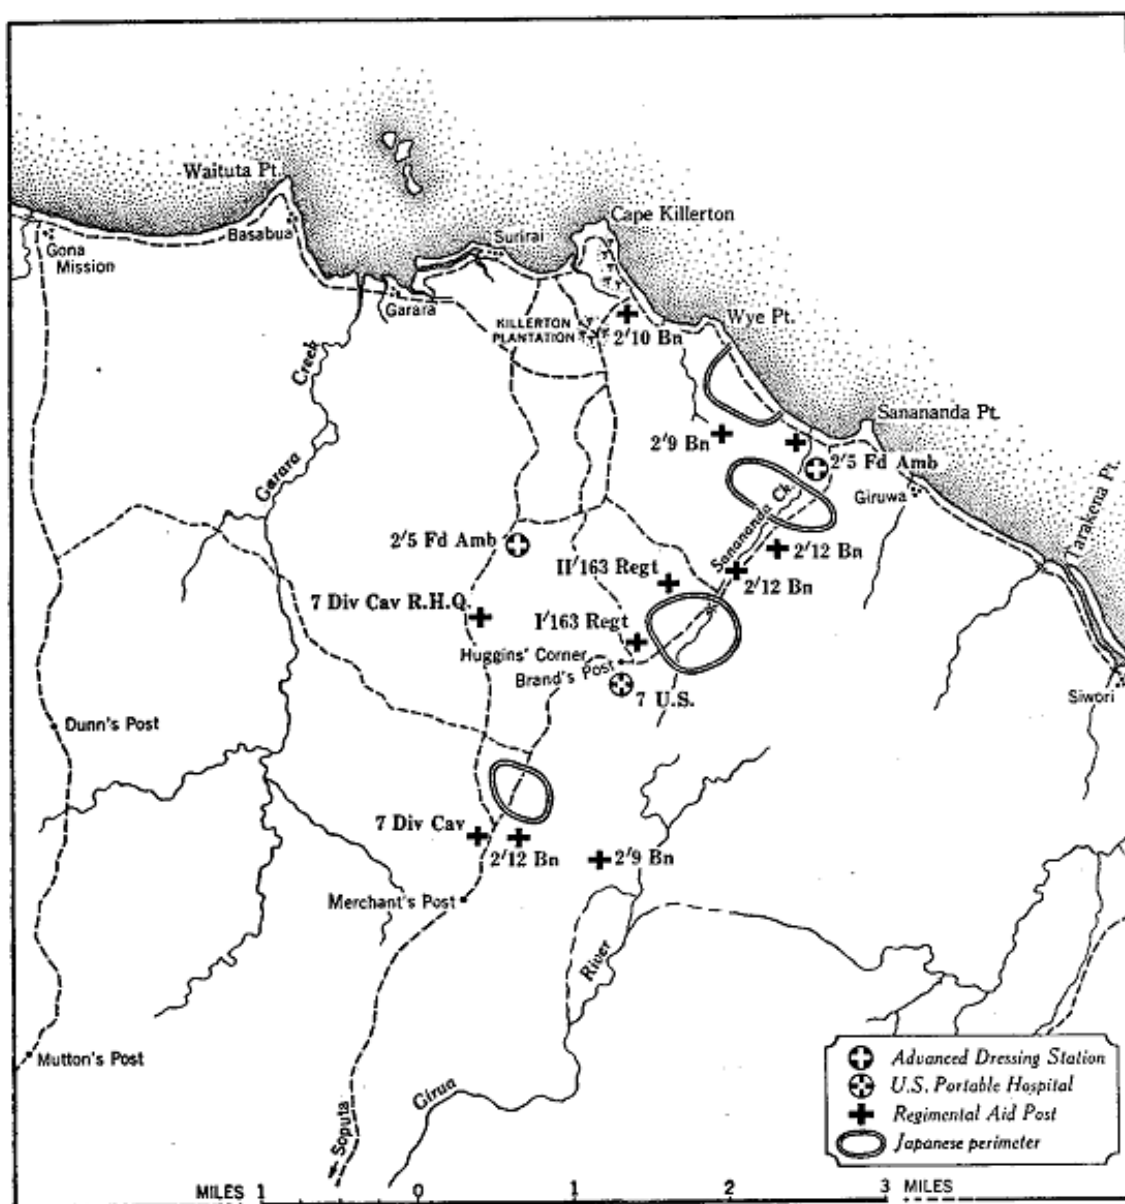 Waituta Pt.
Cape Killerton
Basabua
Surirai
Gona
Mission
Garara
Wye Pt.
KILLERTON
PLANTATION
2'10 Bn
Creek
Garara
Sanananda Pt.
2'9 Bn
2'5 Fd Amb
Giruwa
Tarakena Pt.
Sanananda Ck.
2'5 Fd Amb
2'12 Bn
II'163 Regt
2'12 Bn
7 Div Cav R.H.Q.
I'163 Regt
Huggins' Corner
Brand's Post
7 U.S.
Siwori
Dunn's Post
7 Div Cav
2'12 Bn
2'9 Bn
Merchant's Post
River
Girua
Mutton's Post
Soputa
Advanced Dressing Station
U.S. Portable Hospital
Regimental Aid Post
Japanese perimeter
MILES 1 0 1 2 3 MILES